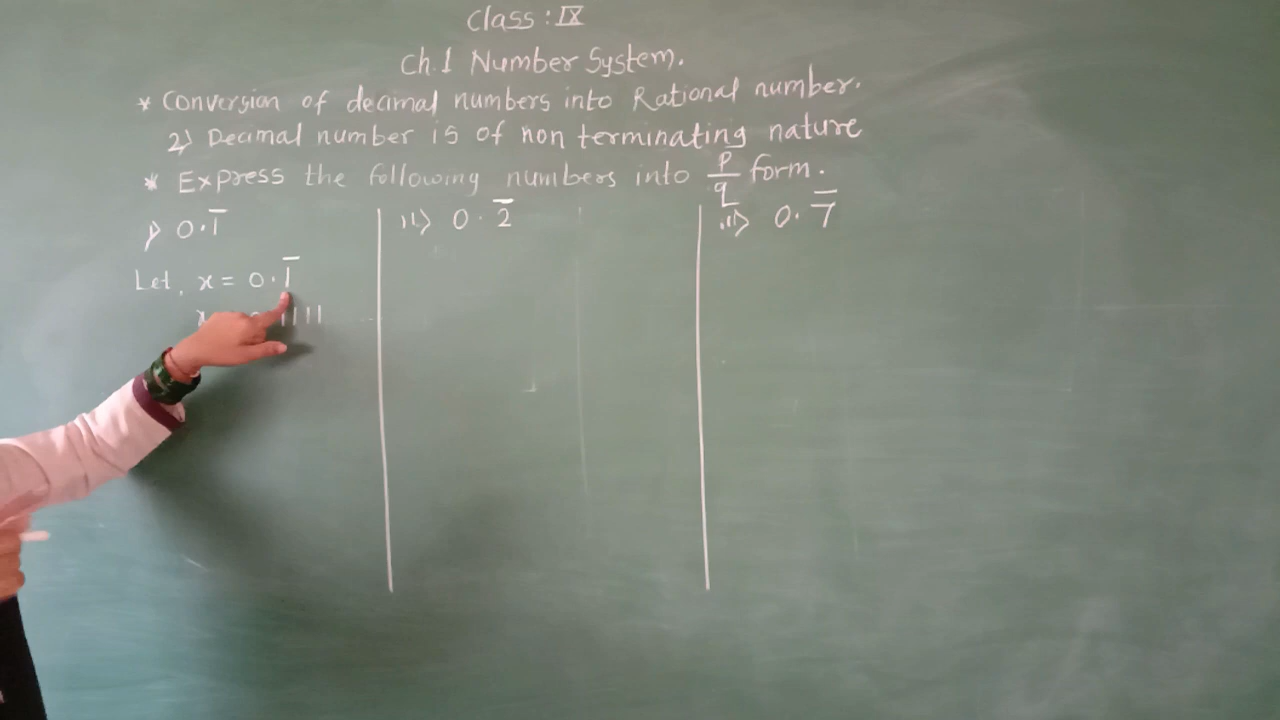 Class : IX
Ch.1 Number System.
* Conversion of decimal numbers into Rational number.
2) Decimal number is of non terminating nature
* Express the following numbers into p/q form.
i) 0.1̅
ii) 0.2̅
iii) 0.7̅
Let, x = 0.1̅
x 1111